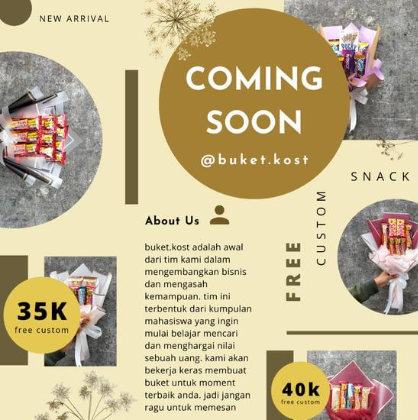 NEW ARRIVAL
COMING
SOON
@buket.kost
SNACK
FREE
CUSTOM
About Us
buket.kost adalah awal
dari tim kami dalam
mengembangkan bisnis
dan mengasah
kemampuan. tim ini
terbentuk dari kumpulan
mahasiswa yang ingin
mulai belajar mencari
dan menghargai nilai
sebuah uang. kami akan
bekerja keras membuat
buket untuk moment
terbaik anda. jadi jangan
ragu untuk memesan
35K
free custom
40k
free custom